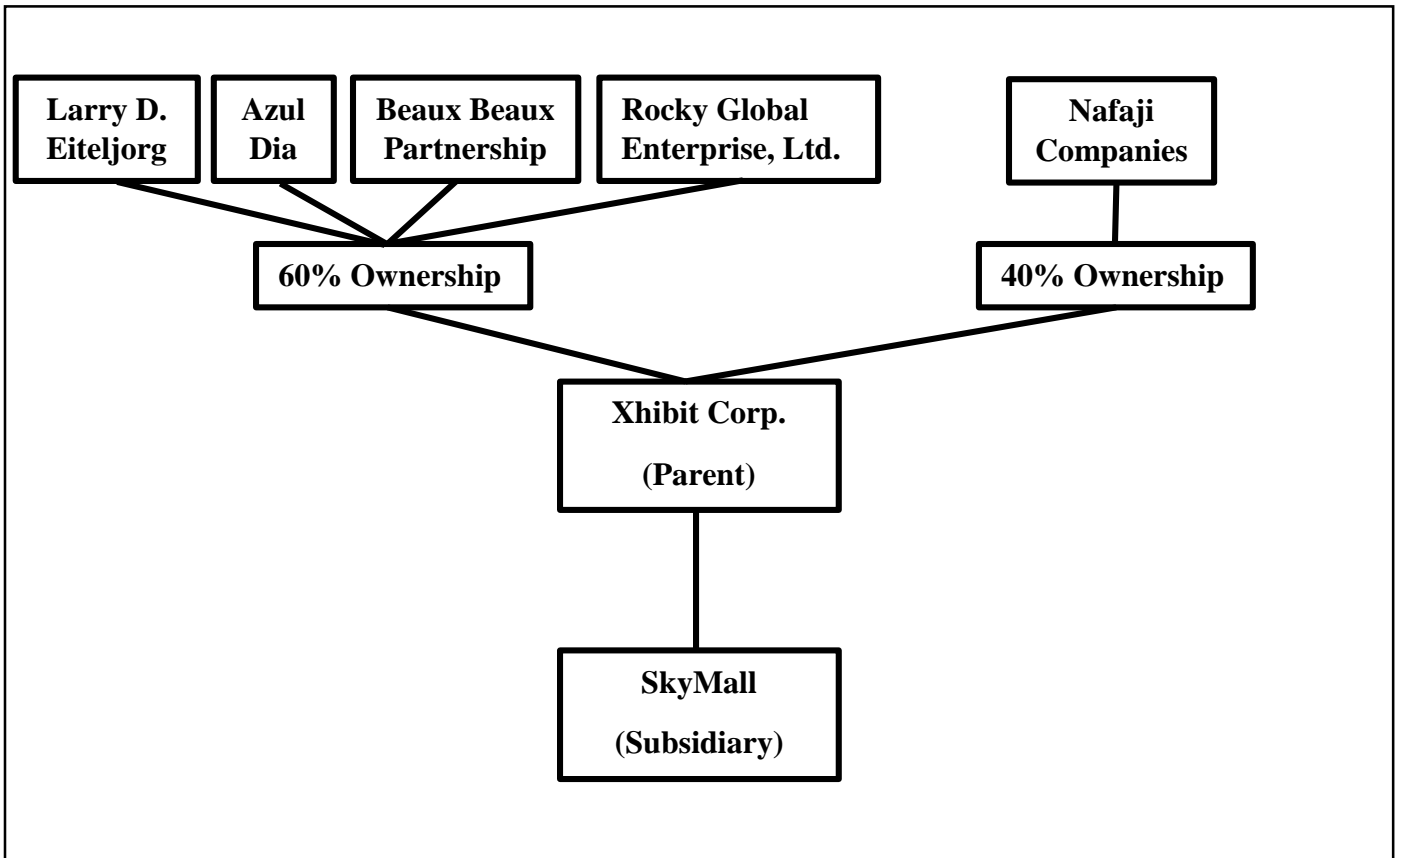 Larry D.
Eiteljorg
Azul
Dia
Beaux Beaux
Partnership
Rocky Global
Enterprise, Ltd.
Nafaji
Companies
60% Ownership
40% Ownership
Xhibit Corp.
(Parent)
SkyMall
(Subsidiary)